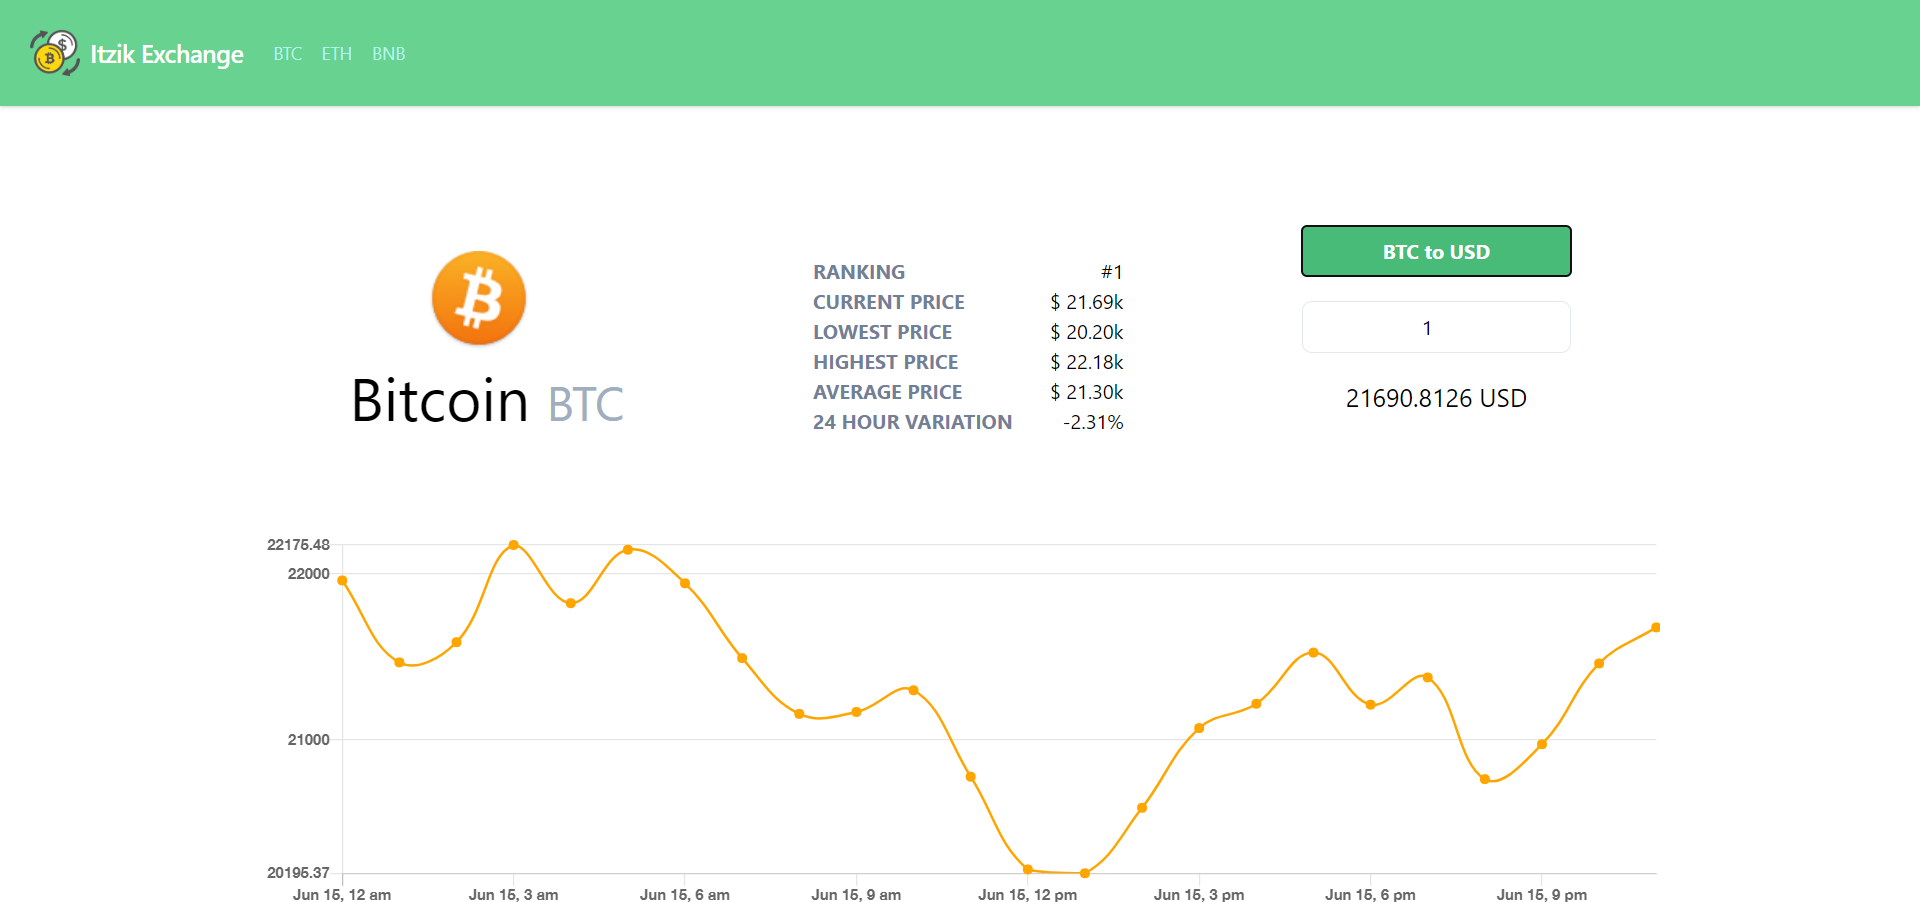 Itzik Exchange BTC ETH BNB
Bitcoin BTC
RANKING #1
CURRENT PRICE $ 21.69k
LOWEST PRICE $ 20.20k
HIGHEST PRICE $ 22.18k
AVERAGE PRICE $ 21.30k
24 HOUR VARIATION -2.31%
BTC to USD
1
21690.8126 USD
22175.48
22000
21000
20195.37
Jun 15, 12 am Jun 15, 3 am Jun 15, 6 am Jun 15, 9 am Jun 15, 12 pm Jun 15, 3 pm Jun 15, 6 pm Jun 15, 9 pm